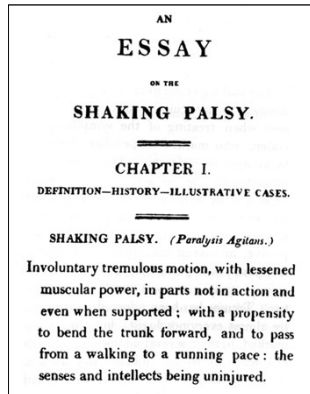 AN
ESSAY
ON THE
SHAKING PALSY.
CHAPTER I.
DEFINITION—HISTORY—ILLUSTRATIVE CASES.
SHAKING PALSY. (Paralysis Agitans.)
Involuntary tremulous motion, with lessened
muscular power, in parts not in action and
even when supported; with a propensity
to bend the trunk forward, and to pass
from a walking to a running pace: the
senses and intellects being uninjured.